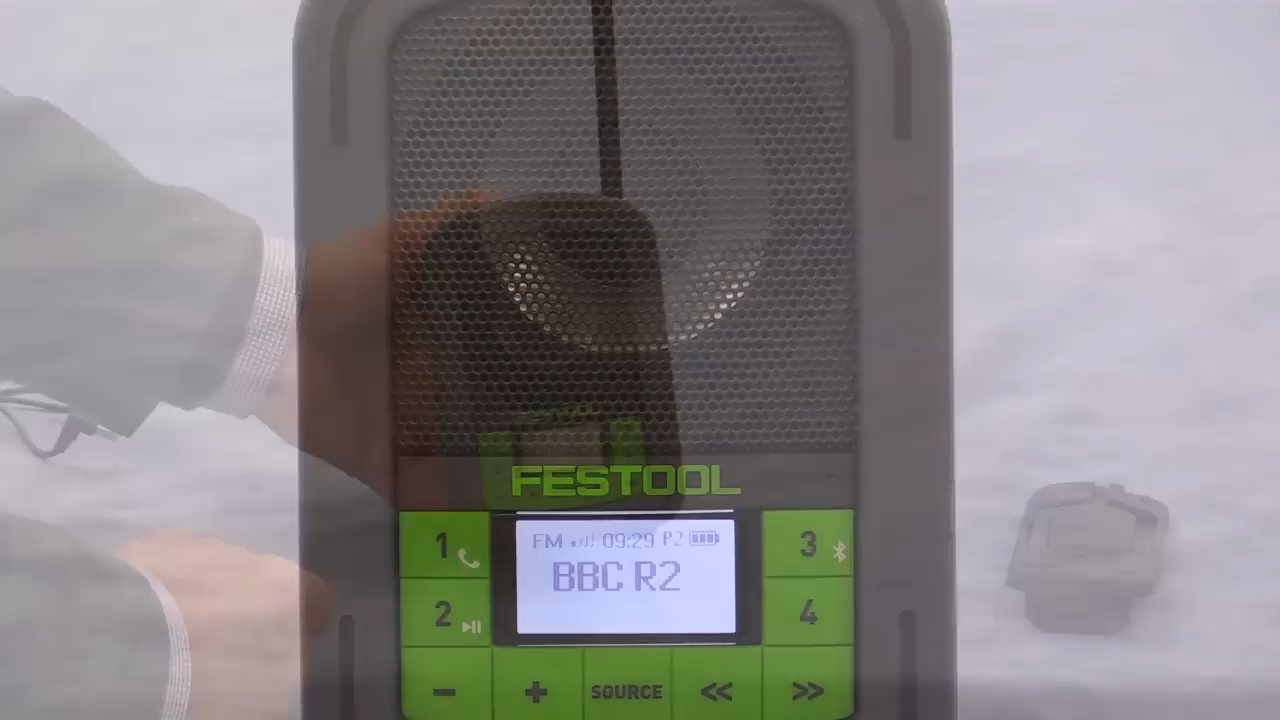 FESTOOL
FM 09:29 P2
BBC R2
1
2
3
4
− + SOURCE << >>